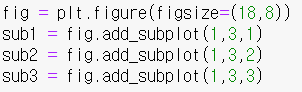 fig = plt.figure(figsize=(18,8))
sub1 = fig.add_subplot(1,3,1)
sub2 = fig.add_subplot(1,3,2)
sub3 = fig.add_subplot(1,3,3)